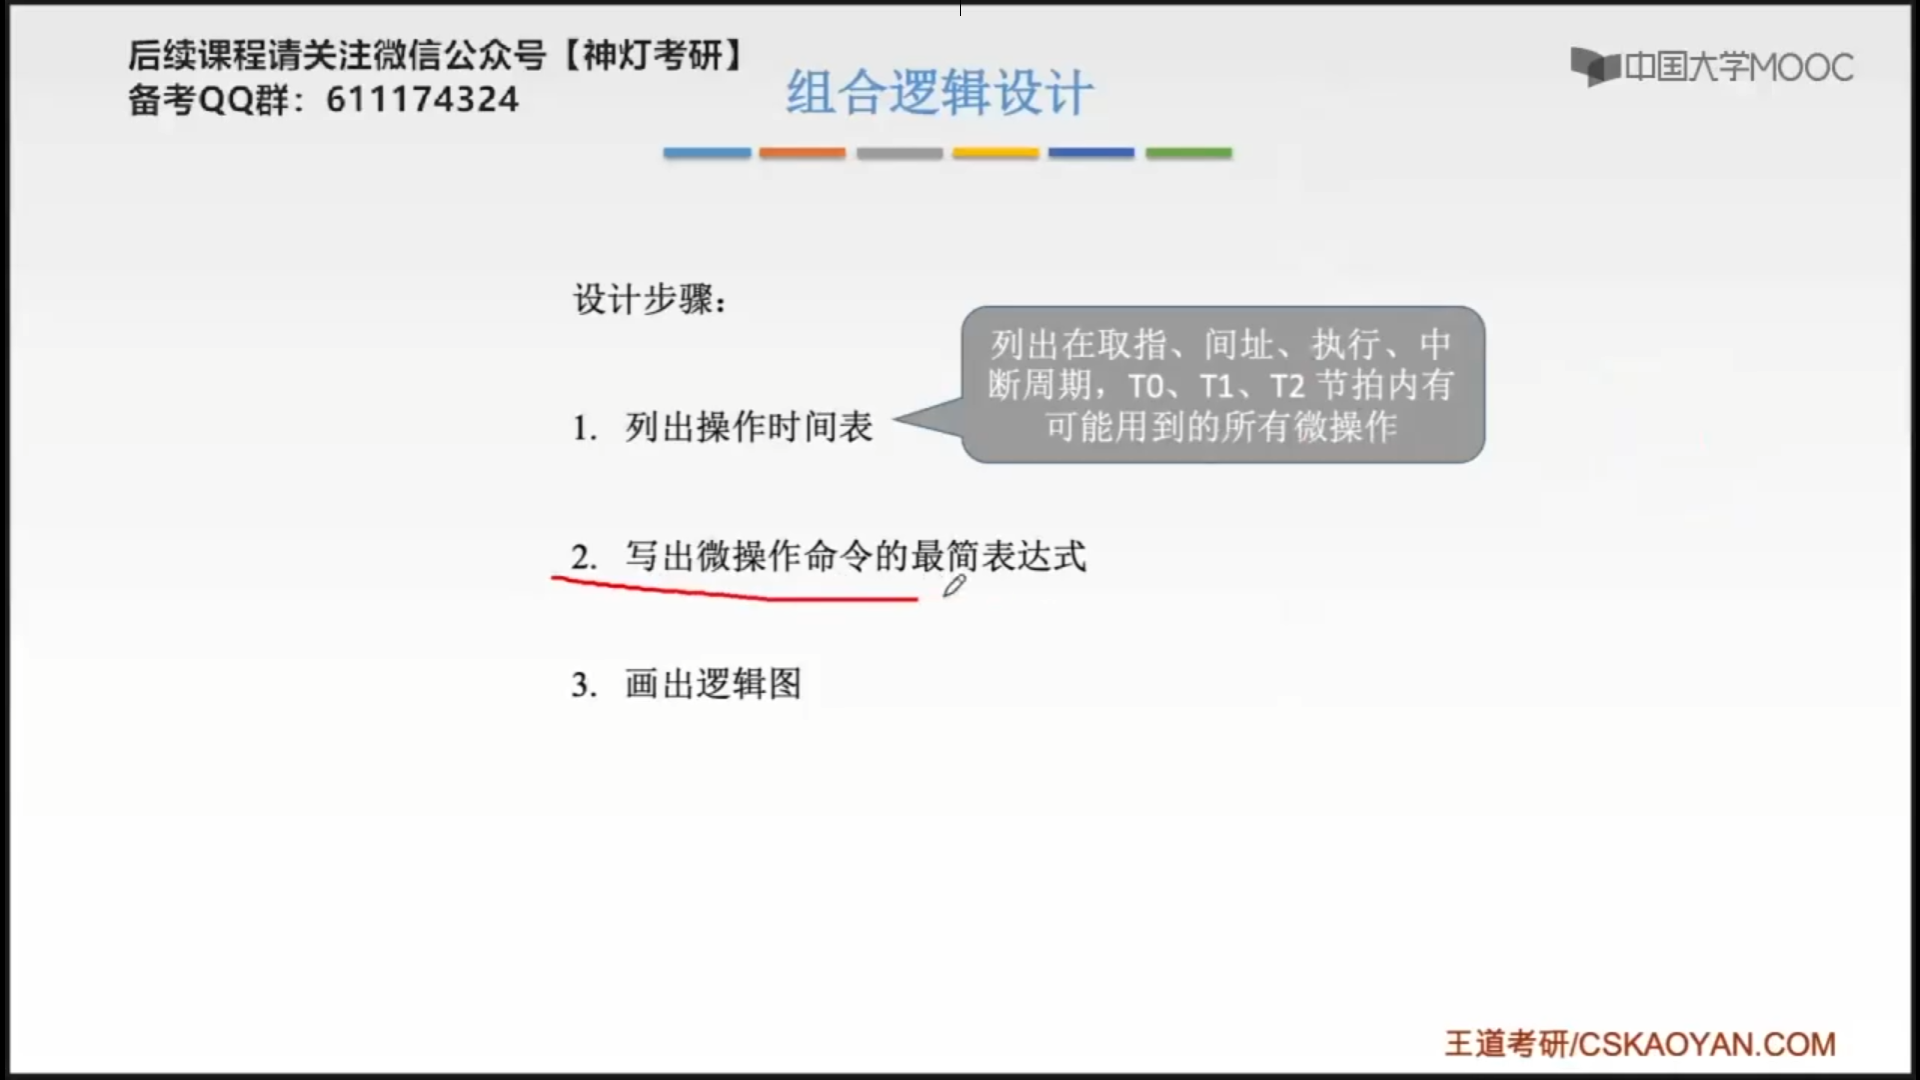 后续课程请关注微信公众号【神灯考研】
备考QQ群：611174324
中国大学MOOC
组合逻辑设计
设计步骤：
列出在取指、间址、执行、中
断周期，T0、T1、T2 节拍内有
可能用到的所有微操作
1. 列出操作时间表
2. 写出微操作命令的最简表达式
3. 画出逻辑图
王道考研/CSKAOYAN.COM